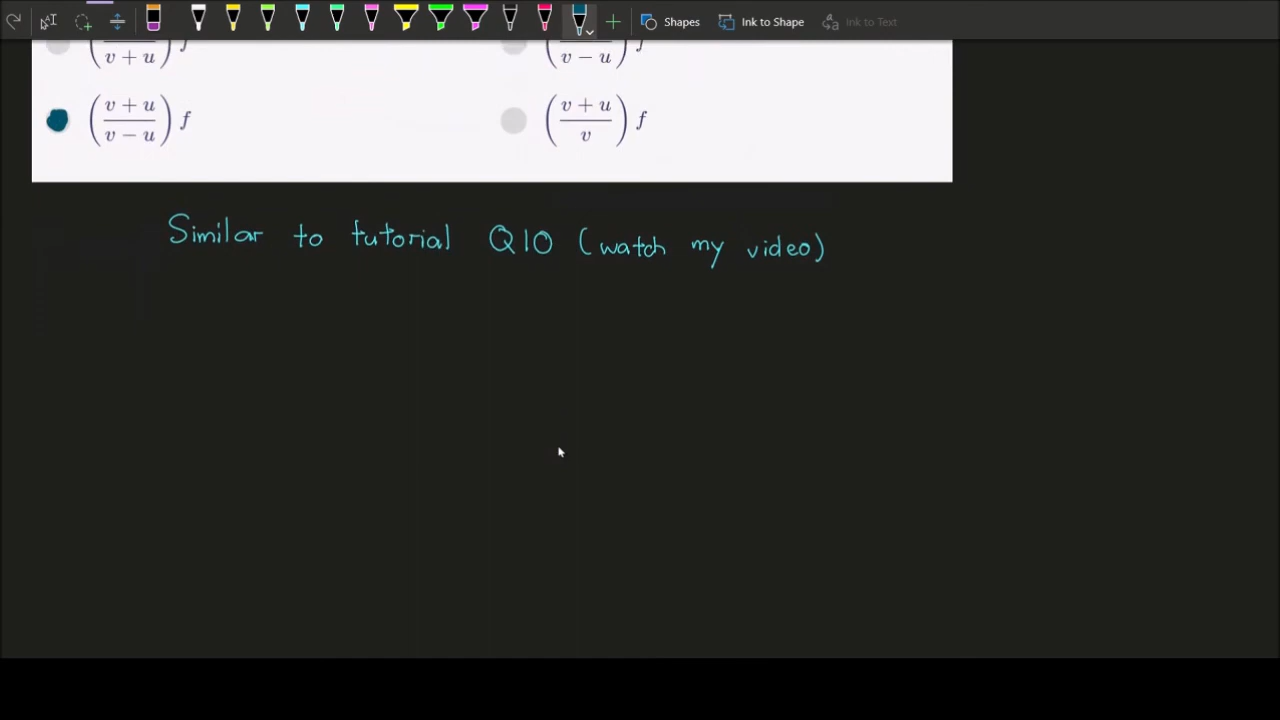 Shapes Ink to Shape Ink to Text
v + u f v − u f
(v + u / v − u) f (v + u / v) f
Similar to tutorial Q10 (watch my video)